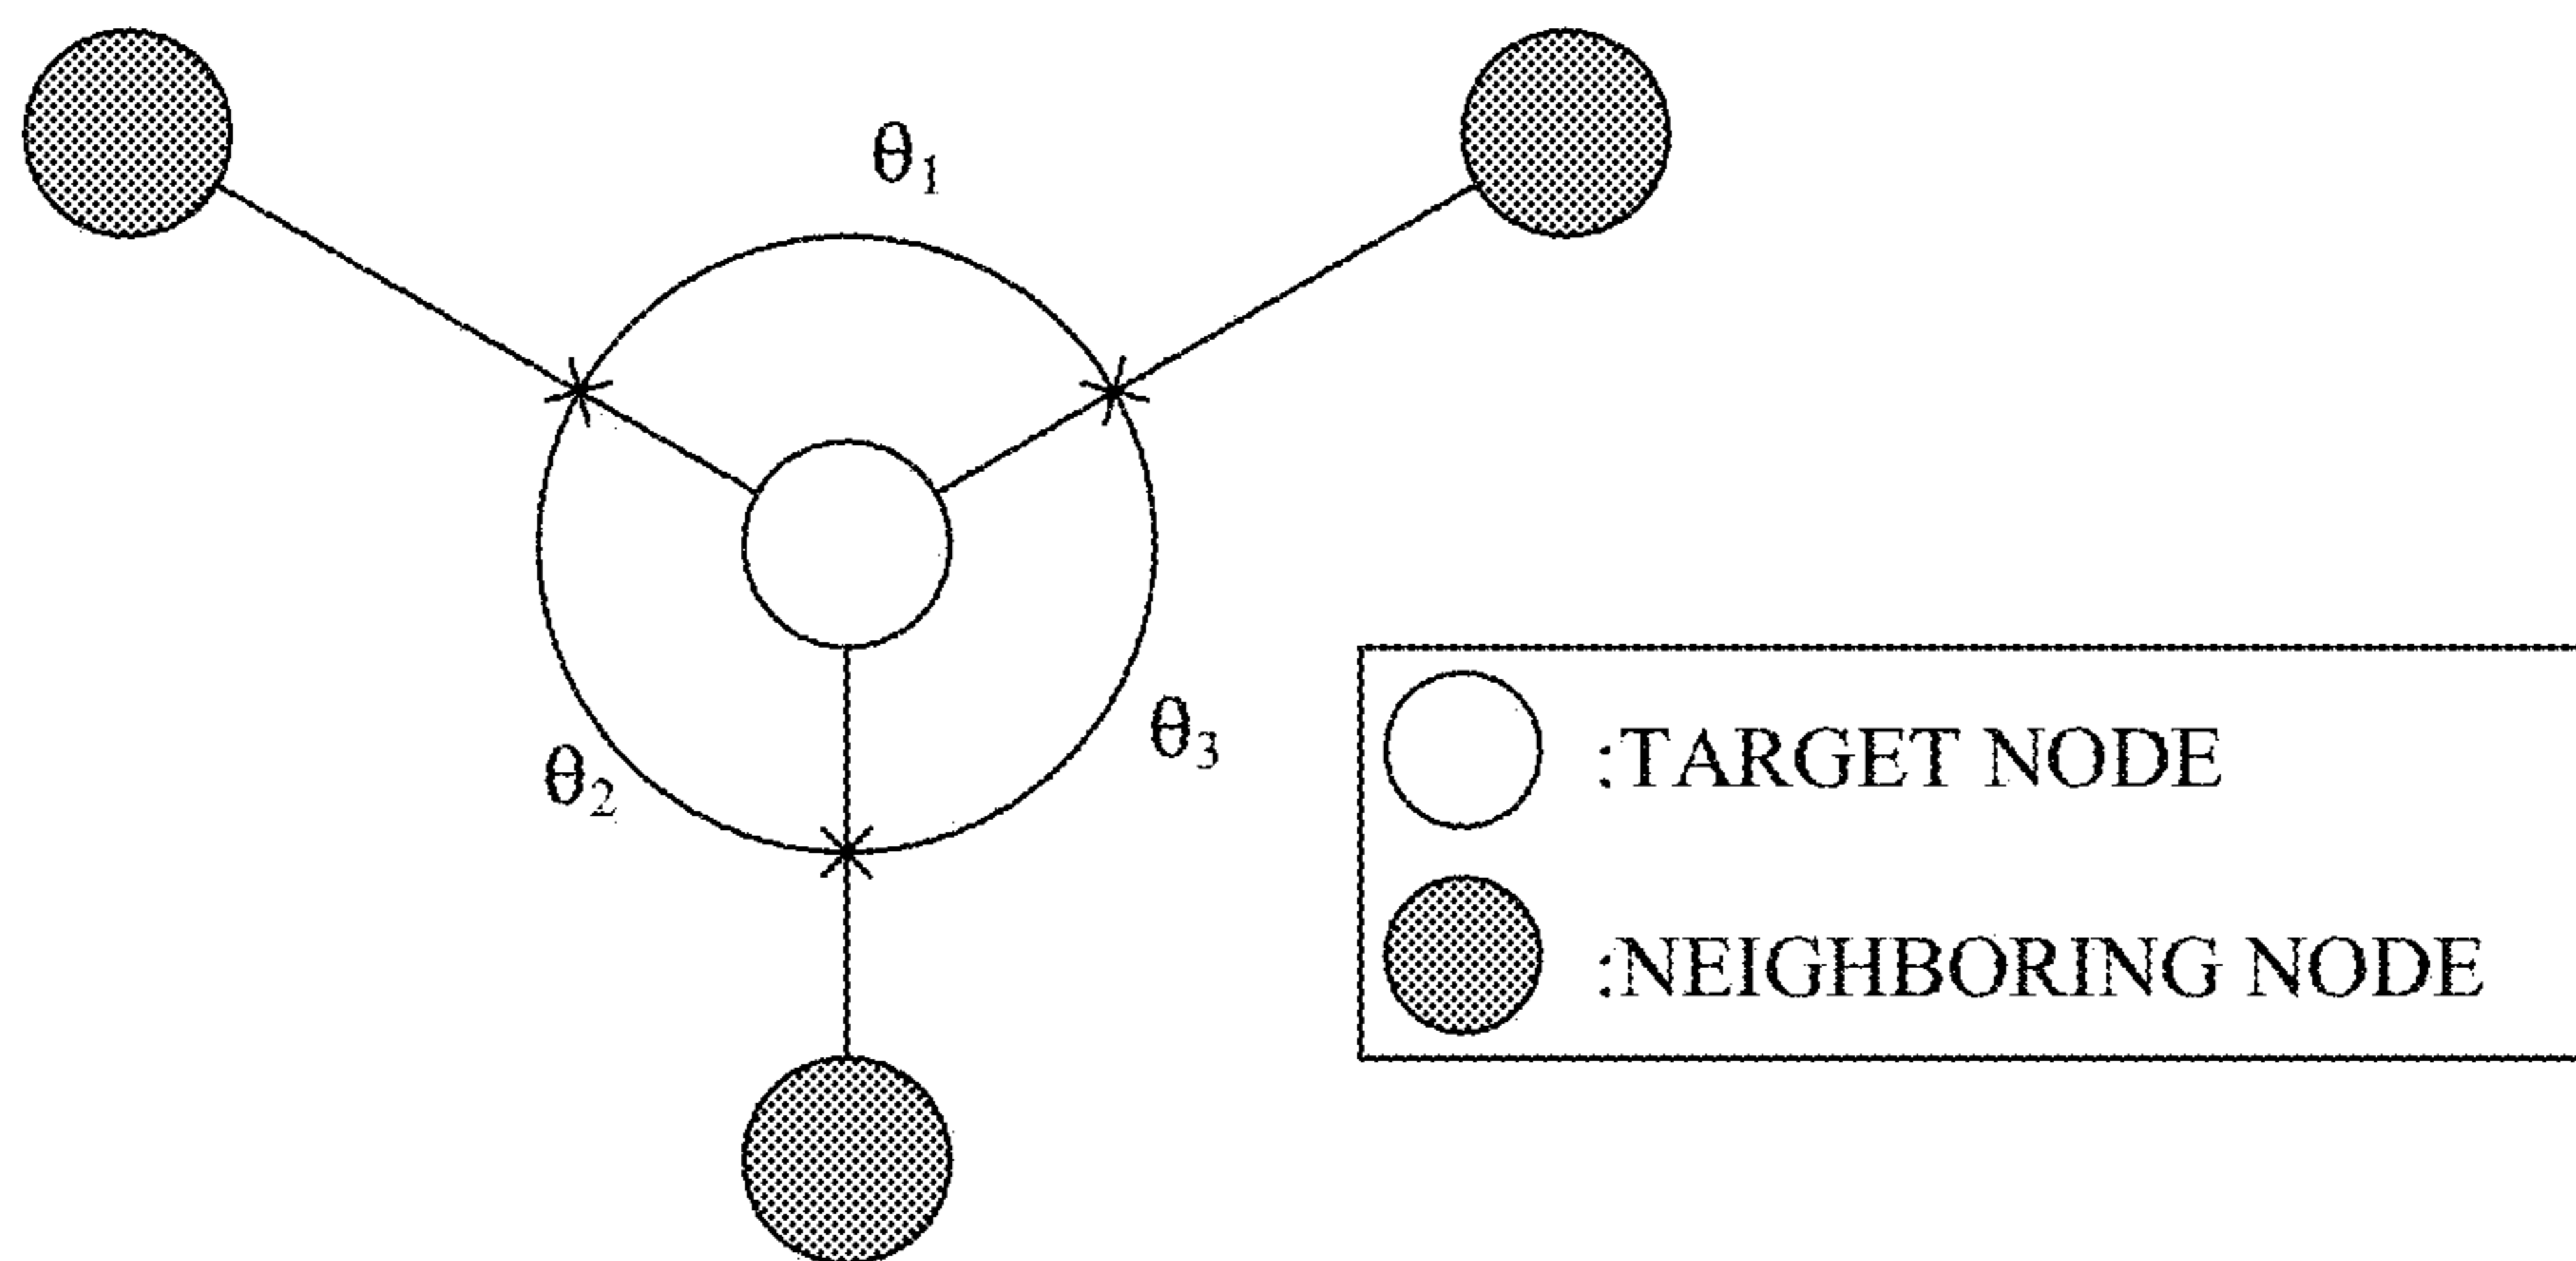 θ₁
θ₂
θ₃
:TARGET NODE
:NEIGHBORING NODE